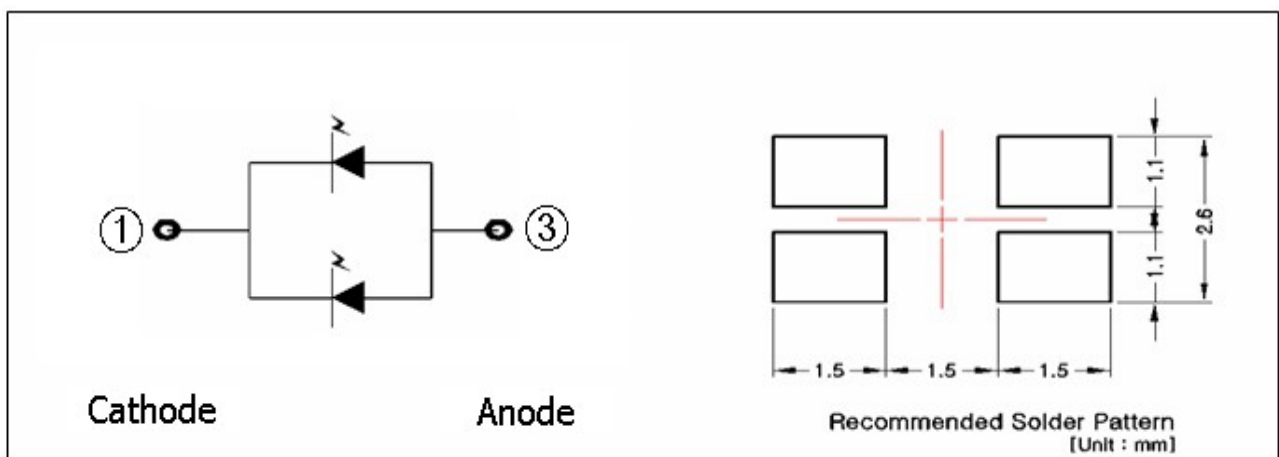 ① ③
Cathode Anode
1.1
2.6
1.1
1.5 1.5 1.5
Recommended Solder Pattern
[Unit : mm]